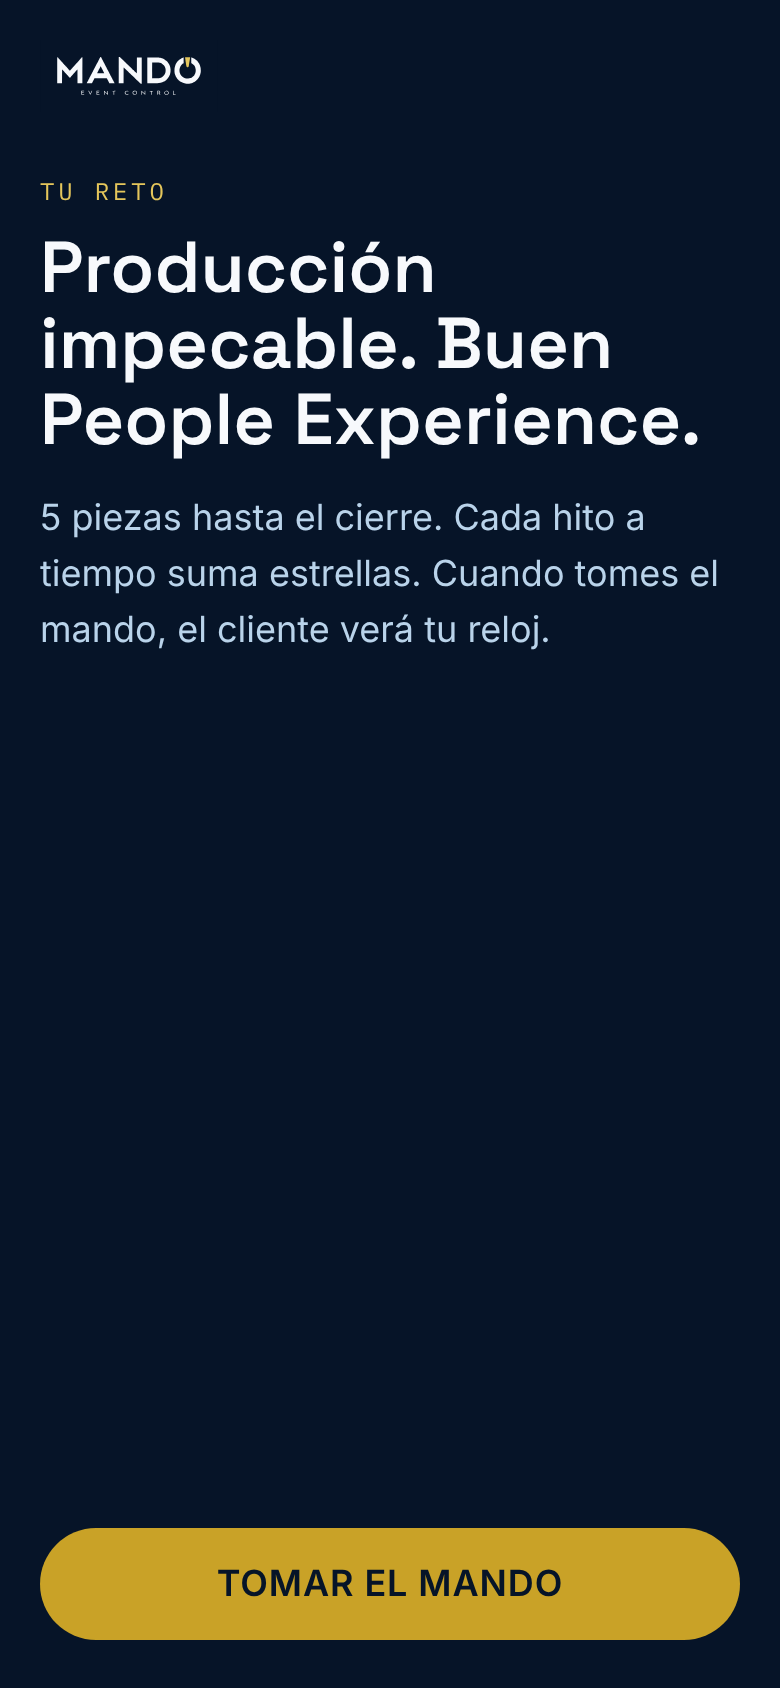 MANDO
EVENT CONTROL
TU RETO
Producción
impecable. Buen
People Experience.
5 piezas hasta el cierre. Cada hito a
tiempo suma estrellas. Cuando tomes el
mando, el cliente verá tu reloj.
TOMAR EL MANDO